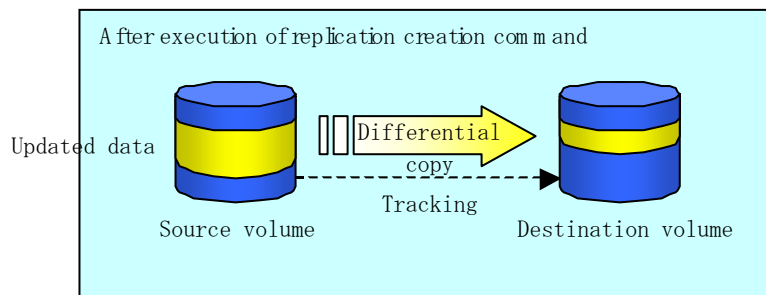 After execution of replication creation command
Updated data
Differential
copy
Tracking
Source volume
Destination volume